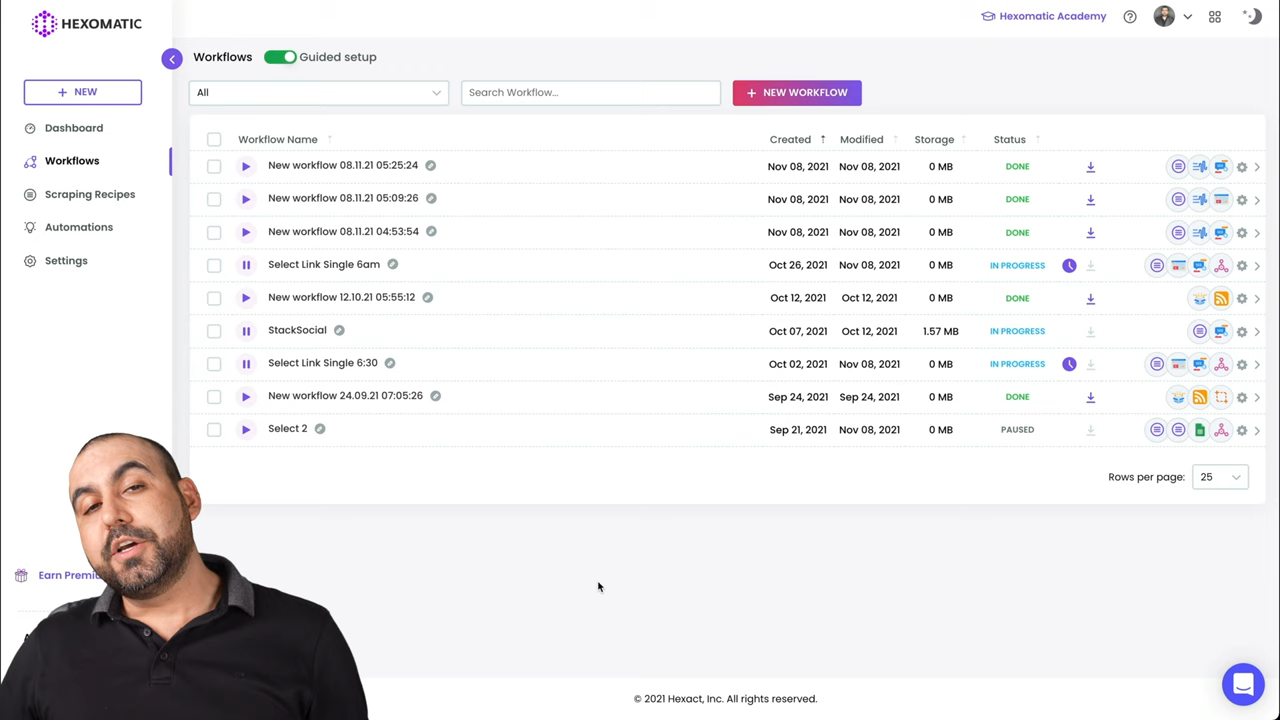 HEXOMATIC
Hexomatic Academy
Workflows Guided setup
+ NEW
All
Search Workflow...
+ NEW WORKFLOW
Dashboard
Workflows
Scraping Recipes
Automations
Settings
Workflow Name Created Modified Storage Status
New workflow 08.11.21 05:25:24 Nov 08, 2021 Nov 08, 2021 0 MB DONE
New workflow 08.11.21 05:09:26 Nov 08, 2021 Nov 08, 2021 0 MB DONE
New workflow 08.11.21 04:53:54 Nov 08, 2021 Nov 08, 2021 0 MB DONE
Select Link Single 6am Oct 26, 2021 Nov 08, 2021 0 MB IN PROGRESS
New workflow 12.10.21 05:55:12 Oct 12, 2021 Oct 12, 2021 0 MB DONE
StackSocial Oct 07, 2021 Oct 12, 2021 1.57 MB IN PROGRESS
Select Link Single 6:30 Oct 02, 2021 Nov 08, 2021 0 MB IN PROGRESS
New workflow 24.09.21 07:05:26 Sep 24, 2021 Sep 24, 2021 0 MB DONE
Select 2 Sep 21, 2021 Nov 08, 2021 0 MB PAUSED
Rows per page: 25
Earn
© 2021 Hexact, Inc. All rights reserved.